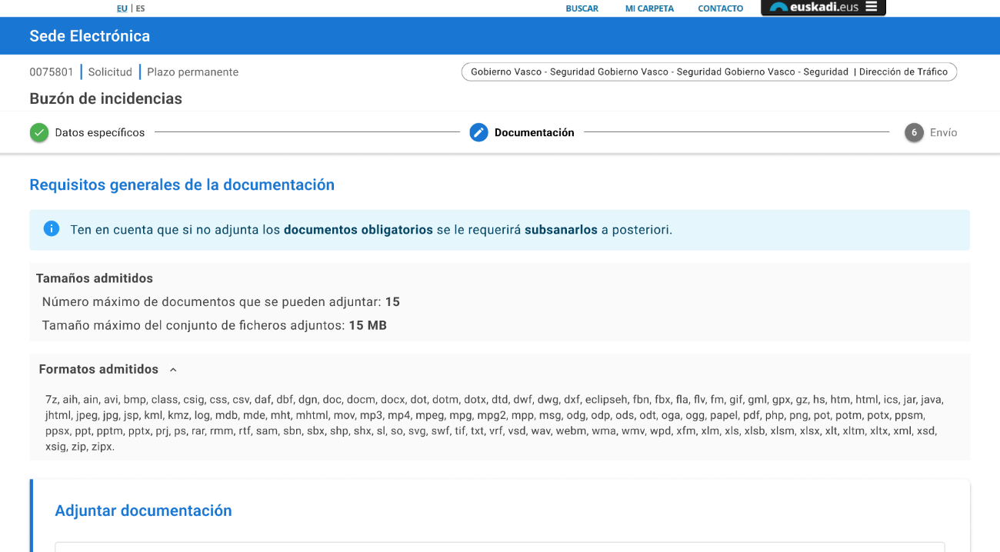 EU | ES
BUSCAR
MI CARPETA
CONTACTO
euskadi.eus
Sede Electrónica
0075801 | Solicitud | Plazo permanente
Gobierno Vasco - Seguridad Gobierno Vasco - Seguridad Gobierno Vasco - Seguridad | Dirección de Tráfico
Buzón de incidencias
Datos específicos
Documentación
6 Envío
Requisitos generales de la documentación
Ten en cuenta que si no adjunta los documentos obligatorios se le requerirá subsanarlos a posteriori.
Tamaños admitidos
Número máximo de documentos que se pueden adjuntar: 15
Tamaño máximo del conjunto de ficheros adjuntos: 15 MB
Formatos admitidos
7z, aih, ain, avi, bmp, class, csig, css, csv, daf, dbf, dgn, doc, docm, docx, dot, dotm, dotx, dtd, dwf, dwg, dxf, eclipseh, fbn, fbx, fla, flv, fm, gif, gml, gpx, gz, hs, htm, html, ics, jar, java,
jhtml, jpeg, jpg, jsp, kml, kmz, log, mdb, mde, mht, mhtml, mov, mp3, mp4, mpeg, mpg, mpg2, mpp, msg, odg, odp, ods, odt, oga, ogg, papel, pdf, php, png, pot, potm, potx, ppsm,
ppsx, ppt, pptm, pptx, prj, ps, rar, rmm, rtf, sam, sbn, sbx, shp, shx, sl, so, svg, swf, tif, txt, vrf, vsd, wav, webm, wma, wmv, wpd, xfm, xlm, xls, xlsb, xlsm, xlsx, xlt, xltm, xltx, xml, xsd,
xsig, zip, zipx.
Adjuntar documentación